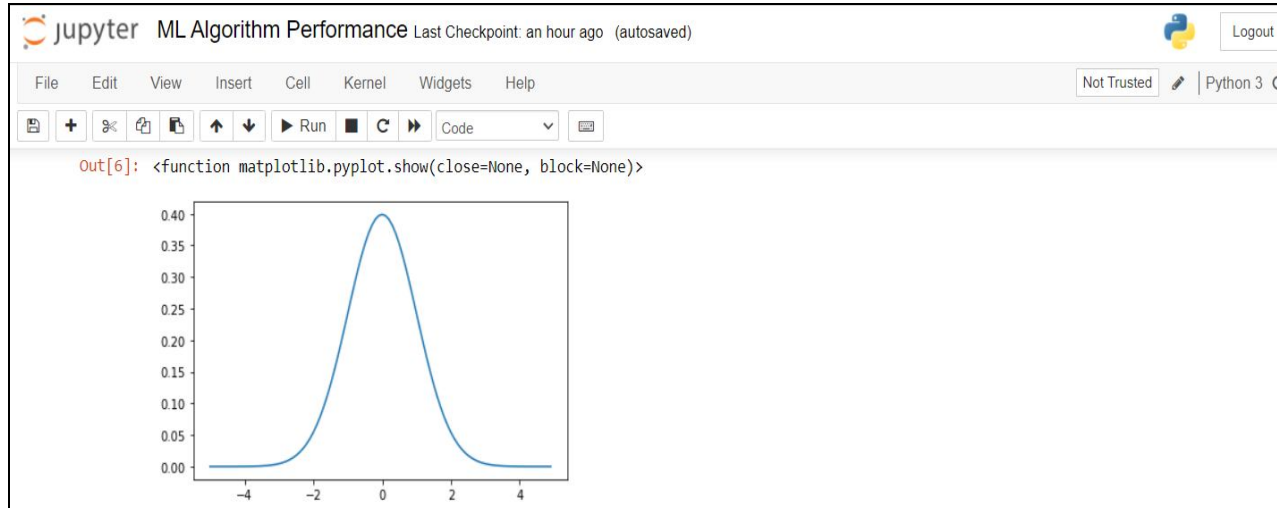 jupyter ML Algorithm Performance Last Checkpoint: an hour ago (autosaved) Logout
File Edit View Insert Cell Kernel Widgets Help Not Trusted Python 3
Run Code
Out[6]: <function matplotlib.pyplot.show(close=None, block=None)>
0.40
0.35
0.30
0.25
0.20
0.15
0.10
0.05
0.00
−4 −2 0 2 4